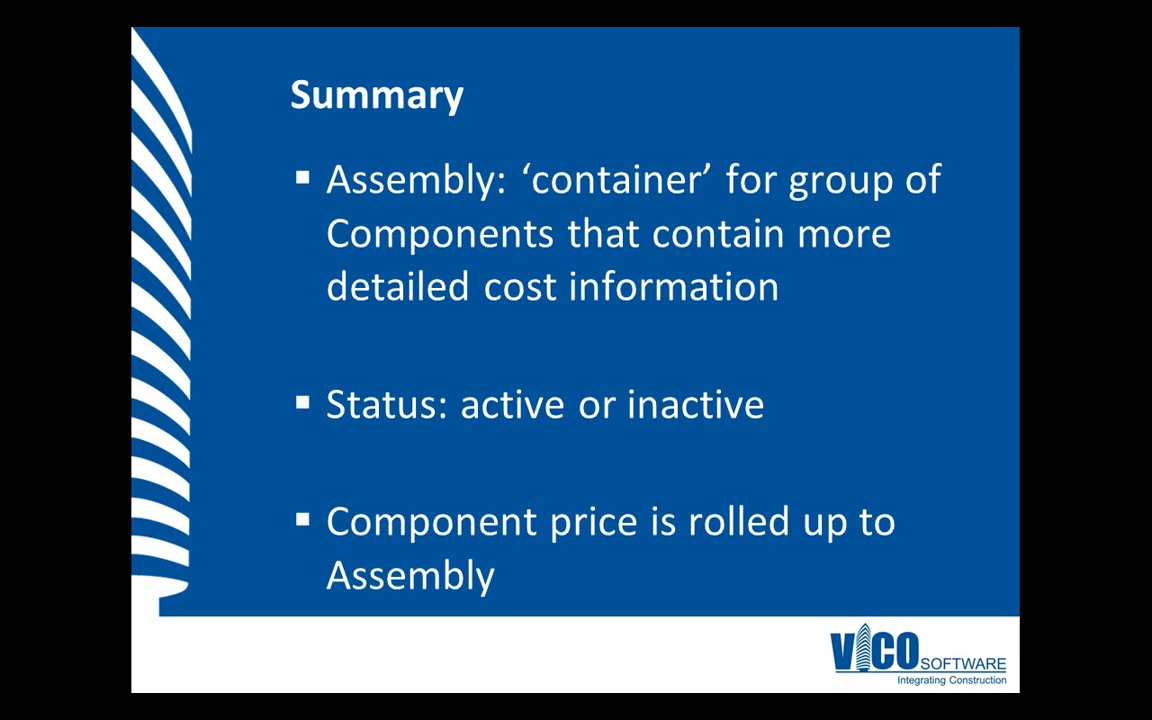 Summary
▪ Assembly: ‘container’ for group of
Components that contain more
detailed cost information
▪ Status: active or inactive
▪ Component price is rolled up to
Assembly
VICO SOFTWARE
Integrating Construction